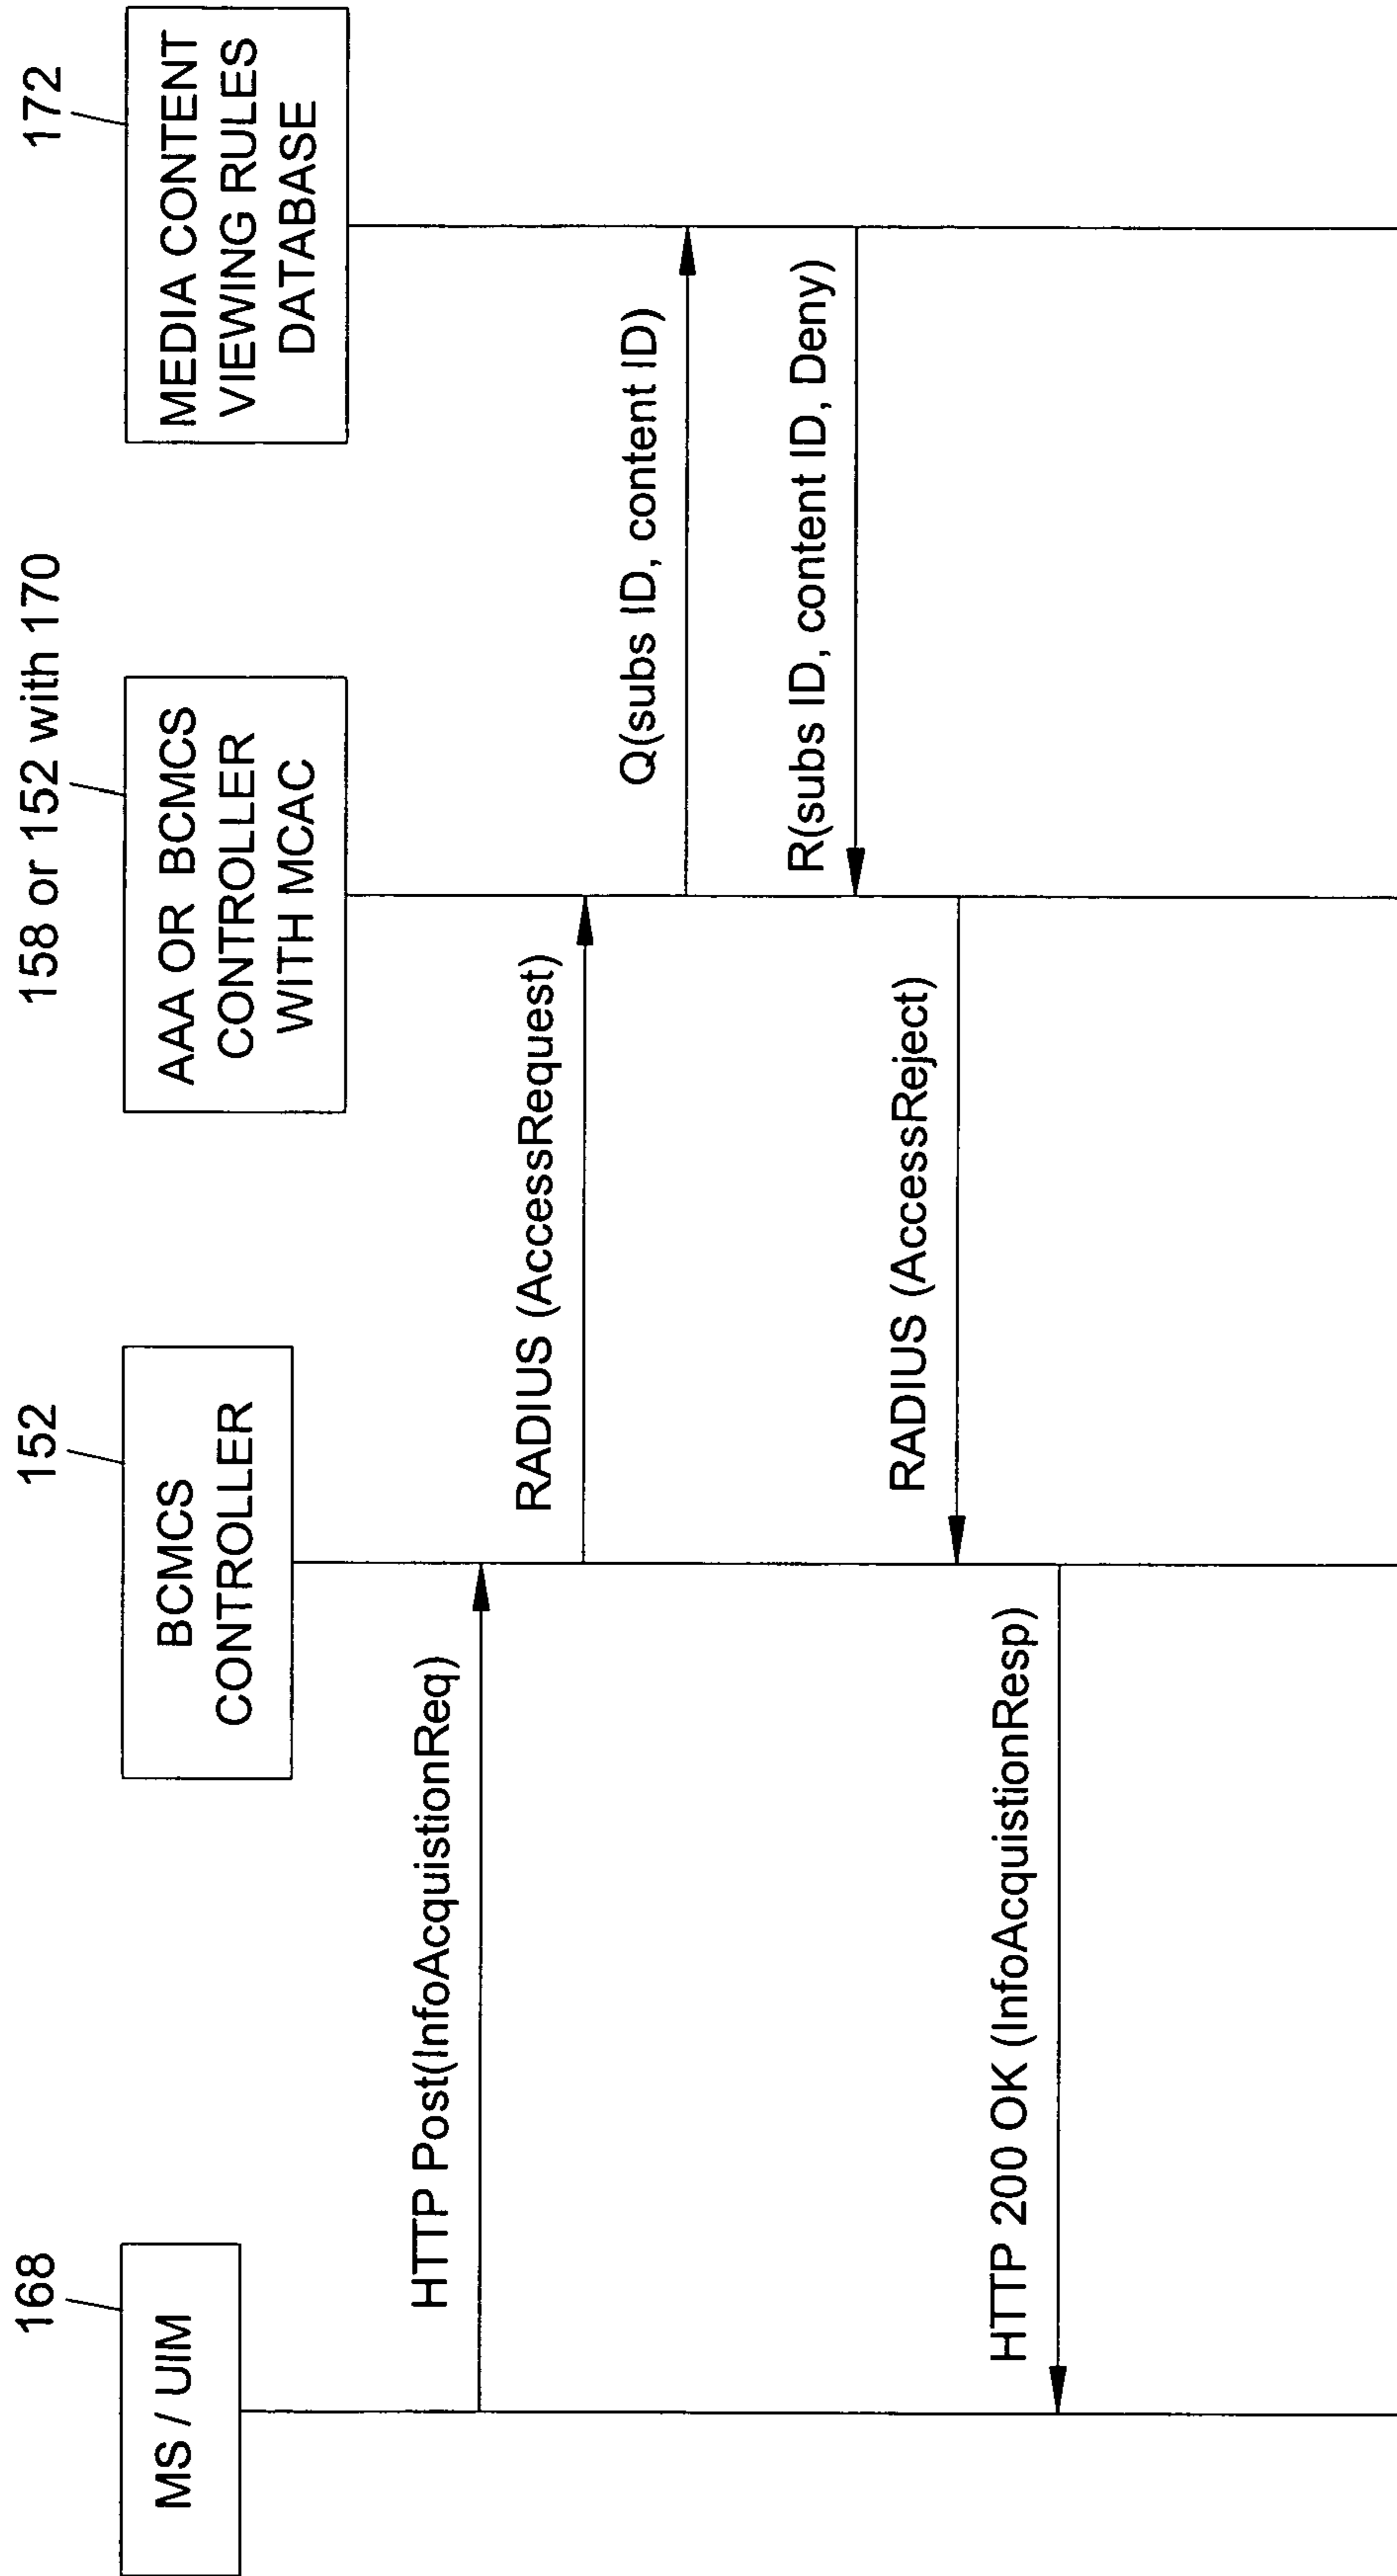 168
152
158 or 152 with 170
172
MS / UIM
BCMCS
CONTROLLER
AAA OR BCMCS
CONTROLLER
WITH MCAC
MEDIA CONTENT
VIEWING RULES
DATABASE
HTTP Post(InfoAcquistionReq)
RADIUS (AccessRequest)
Q(subs ID, content ID)
R(subs ID, content ID, Deny)
RADIUS (AccessReject)
HTTP 200 OK (InfoAcquistionResp)